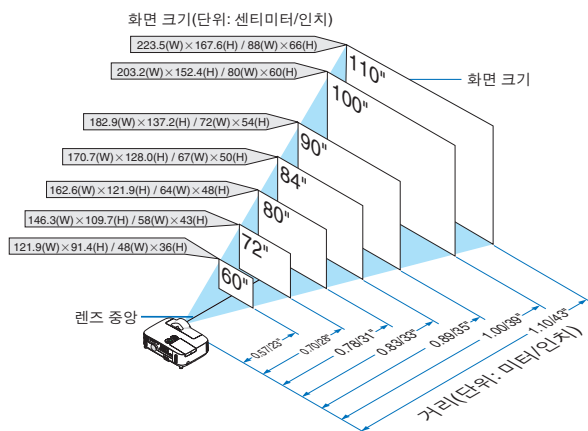 화면 크기(단위: 센티미터/인치)
223.5(W)×167.6(H) / 88(W)×66(H)
203.2(W)×152.4(H) / 80(W)×60(H)
182.9(W)×137.2(H) / 72(W)×54(H)
170.7(W)×128.0(H) / 67(W)×50(H)
162.6(W)×121.9(H) / 64(W)×48(H)
146.3(W)×109.7(H) / 58(W)×43(H)
121.9(W)×91.4(H) / 48(W)×36(H)
화면 크기
110"
100"
90"
84"
80"
72"
60"
렌즈 중앙
0.57/23"
0.70/28"
0.78/31"
0.83/33"
0.89/35"
1.00/39"
1.10/43"
거리(단위: 미터/인치)